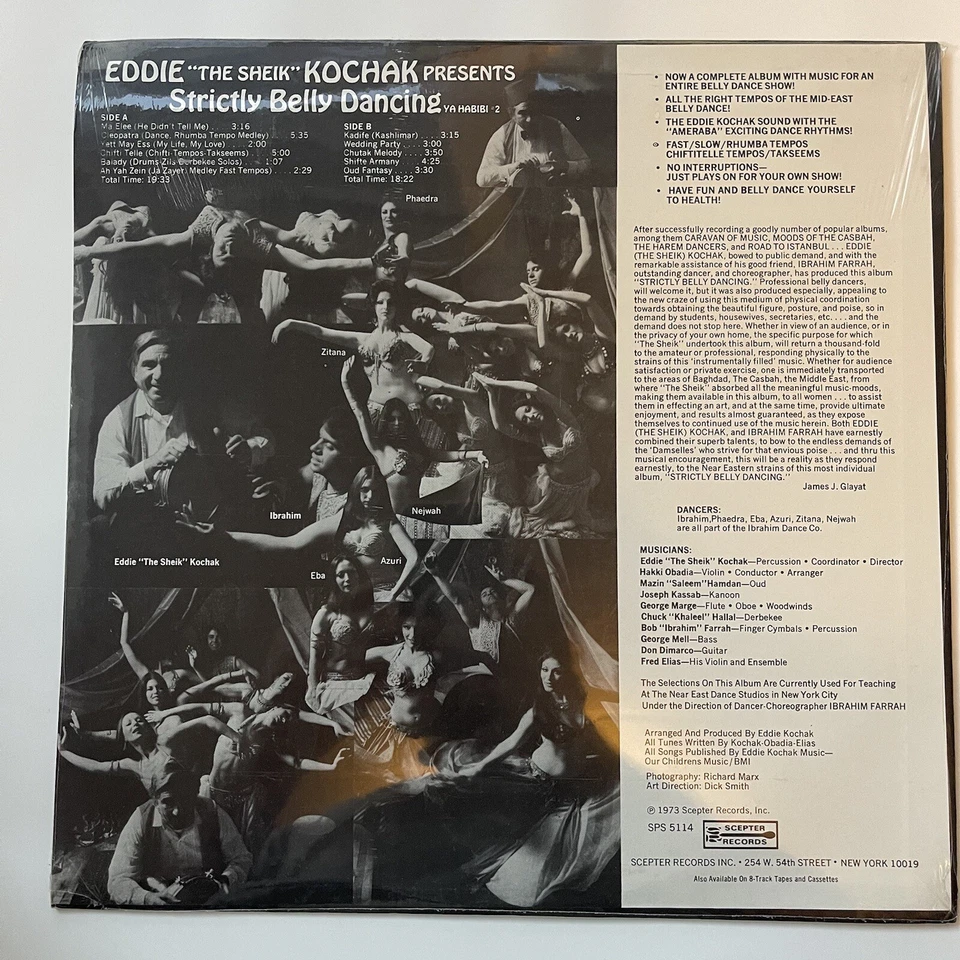 EDDIE "THE SHEIK" KOCHAK PRESENTS
Strictly Belly Dancing YA HABIBI #2
SIDE A
Ma Elee (He Didn't Tell Me) . . . . 3:16
Cleopatra (Dance, Rhumba Tempo Medley) . . . . 5:35
Yett May Ess (My Life, My Love) . . . . 2:00
Chifti Telle (Chifti-Tempos-Takseems) . . . . 5:00
Balady (Drums Zils Derbekee Solos) . . . . 1:07
Ah Yah Zein (Ja Zayer) Medley Fast Tempos) . . . . 2:29
Total Time: 19:33
SIDE B
Kadife (Kashlimar) . . . . 3:15
Wedding Party . . . . 3:00
Chutak Melody . . . . 3:50
Shifte Armany . . . . 4:25
Oud Fantasy . . . . 3:30
Total Time: 18:22
Phaedra
Zitana
Ibrahim
Nejwah
Eddie "The Sheik" Kochak
Azuri
Eba
• NOW A COMPLETE ALBUM WITH MUSIC FOR AN
ENTIRE BELLY DANCE SHOW!
• ALL THE RIGHT TEMPOS OF THE MID-EAST
BELLY DANCE!
• THE EDDIE KOCHAK SOUND WITH THE
"AMERABA" EXCITING DANCE RHYTHMS!
• FAST/SLOW/RHUMBA TEMPOS
CHIFTITELLE TEMPOS/TAKSEEMS
• NO INTERRUPTIONS—
JUST PLAYS ON FOR YOUR OWN SHOW!
• HAVE FUN AND BELLY DANCE YOURSELF
TO HEALTH!
After successfully recording a goodly number of popular albums,
among them CARAVAN OF MUSIC, MOODS OF THE CASBAH,
THE HAREM DANCERS, and ROAD TO ISTANBUL . . . EDDIE
(THE SHEIK) KOCHAK, bowed to public demand, and with the
remarkable assistance of his good friend, IBRAHIM FARRAH,
outstanding dancer, and choreographer, has produced this album
"STRICTLY BELLY DANCING." Professional belly dancers,
will welcome it, but it was also produced especially, appealing to
the new craze of using this medium of physical coordination
towards obtaining the beautiful figure, posture, and poise, so in
demand by students, housewives, secretaries, etc. . . . and the
demand does not stop here. Whether in view of an audience, or in
the privacy of your own home, the specific purpose for which
"The Sheik" undertook this album, will return a thousand-fold
to the amateur or professional, responding physically to the
strains of this 'instrumentally filled' music. Whether for audience
satisfaction or private exercise, one is immediately transported
to the areas of Baghdad, The Casbah, the Middle East, from
where "The Sheik" absorbed all the meaningful music-moods,
making them available in this album, to all women . . . to assist
them in effecting an art, and at the same time, provide ultimate
enjoyment, and results almost guaranteed, as they expose
themselves to continued use of the music herein. Both EDDIE
(THE SHEIK) KOCHAK, and IBRAHIM FARRAH have earnestly
combined their superb talents, to bow to the endless demands of
the 'Damselles' who strive for that envious poise . . . and thru this
musical encouragement, this will be a reality as they respond
earnestly, to the Near Eastern strains of this most individual
album, "STRICTLY BELLY DANCING."
James J. Glayat
DANCERS:
Ibrahim,Phaedra, Eba, Azuri, Zitana, Nejwah
are all part of the Ibrahim Dance Co.
MUSICIANS:
Eddie "The Sheik" Kochak—Percussion • Coordinator • Director
Hakki Obadia—Violin • Conductor • Arranger
Mazin "Saleem"Hamdan—Oud
Joseph Kassab—Kanoon
George Marge—Flute • Oboe • Woodwinds
Chuck "Khaleel" Hallal—Derbekee
Bob "Ibrahim" Farrah—Finger Cymbals • Percussion
George Mell—Bass
Don Dimarco—Guitar
Fred Elias—His Violin and Ensemble
The Selections On This Album Are Currently Used For Teaching
At The Near East Dance Studios in New York City
Under the Direction of Dancer-Choreographer IBRAHIM FARRAH
Arranged And Produced By Eddie Kochak
All Tunes Written By Kochak-Obadia-Elias
All Songs Published By Eddie Kochak Music—
Our Childrens Music/BMI
Photography: Richard Marx
Art Direction: Dick Smith
℗ 1973 Scepter Records, Inc.
SPS 5114
SCEPTER
RECORDS
SCEPTER RECORDS INC. • 254 W. 54th STREET • NEW YORK 10019
Also Available On 8-Track Tapes and Cassettes